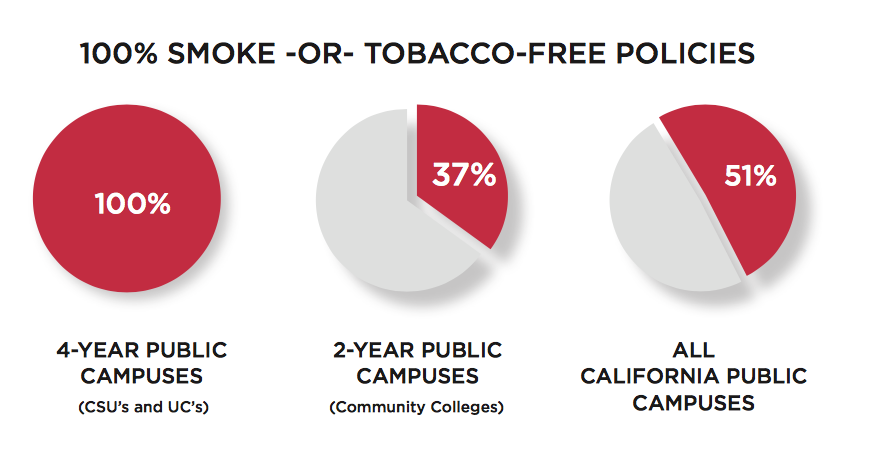 100% SMOKE -OR- TOBACCO-FREE POLICIES
100%
37%
51%
4-YEAR PUBLIC
CAMPUSES
(CSU's and UC's)
2-YEAR PUBLIC
CAMPUSES
(Community Colleges)
ALL
CALIFORNIA PUBLIC
CAMPUSES